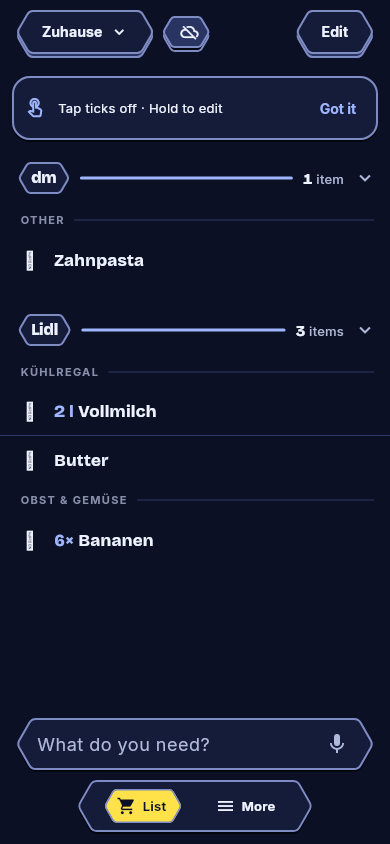 Zuhause
Edit
Tap ticks off · Hold to edit
Got it
dm
1 item
OTHER
Zahnpasta
Lidl
3 items
KÜHLREGAL
2 l Vollmilch
Butter
OBST & GEMÜSE
6× Bananen
What do you need?
List
More